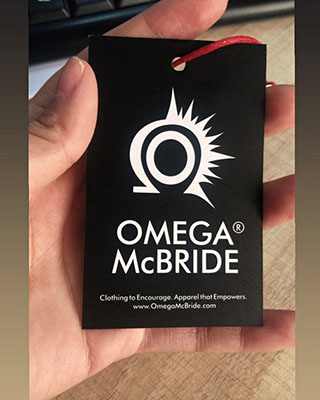 OMEGA®
McBRIDE
Clothing to Encourage. Apparel that Empowers.
www.OmegaMcBride.com